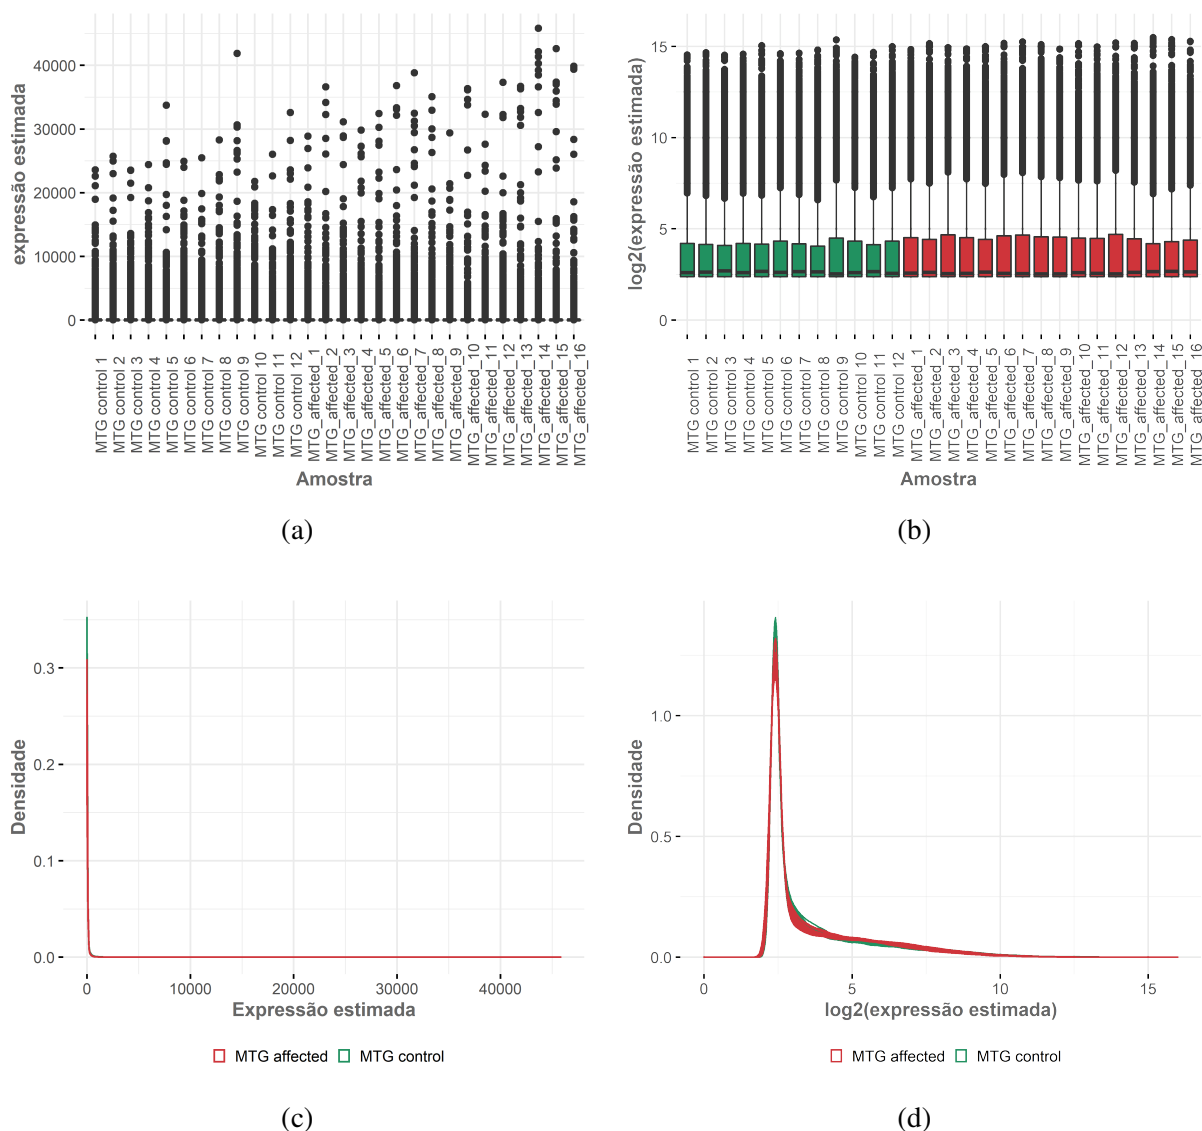 expressão estimada
40000
30000
20000
10000
0
MTG control 1
MTG control 2
MTG control 3
MTG control 4
MTG control 5
MTG control 6
MTG control 7
MTG control 8
MTG control 9
MTG control 10
MTG control 11
MTG control 12
MTG_affected_1
MTG_affected_2
MTG_affected_3
MTG_affected_4
MTG_affected_5
MTG_affected_6
MTG_affected_7
MTG_affected_8
MTG_affected_9
MTG_affected_10
MTG_affected_11
MTG_affected_12
MTG_affected_13
MTG_affected_14
MTG_affected_15
MTG_affected_16
Amostra
(a)
log2(expressão estimada)
15
10
5
0
MTG control 1
MTG control 2
MTG control 3
MTG control 4
MTG control 5
MTG control 6
MTG control 7
MTG control 8
MTG control 9
MTG control 10
MTG control 11
MTG control 12
MTG_affected_1
MTG_affected_2
MTG_affected_3
MTG_affected_4
MTG_affected_5
MTG_affected_6
MTG_affected_7
MTG_affected_8
MTG_affected_9
MTG_affected_10
MTG_affected_11
MTG_affected_12
MTG_affected_13
MTG_affected_14
MTG_affected_15
MTG_affected_16
Amostra
(b)
Densidade
0.3
0.2
0.1
0.0
0
10000
20000
30000
40000
Expressão estimada
MTG affected
MTG control
(c)
Densidade
1.0
0.5
0.0
0
5
10
15
log2(expressão estimada)
MTG affected
MTG control
(d)